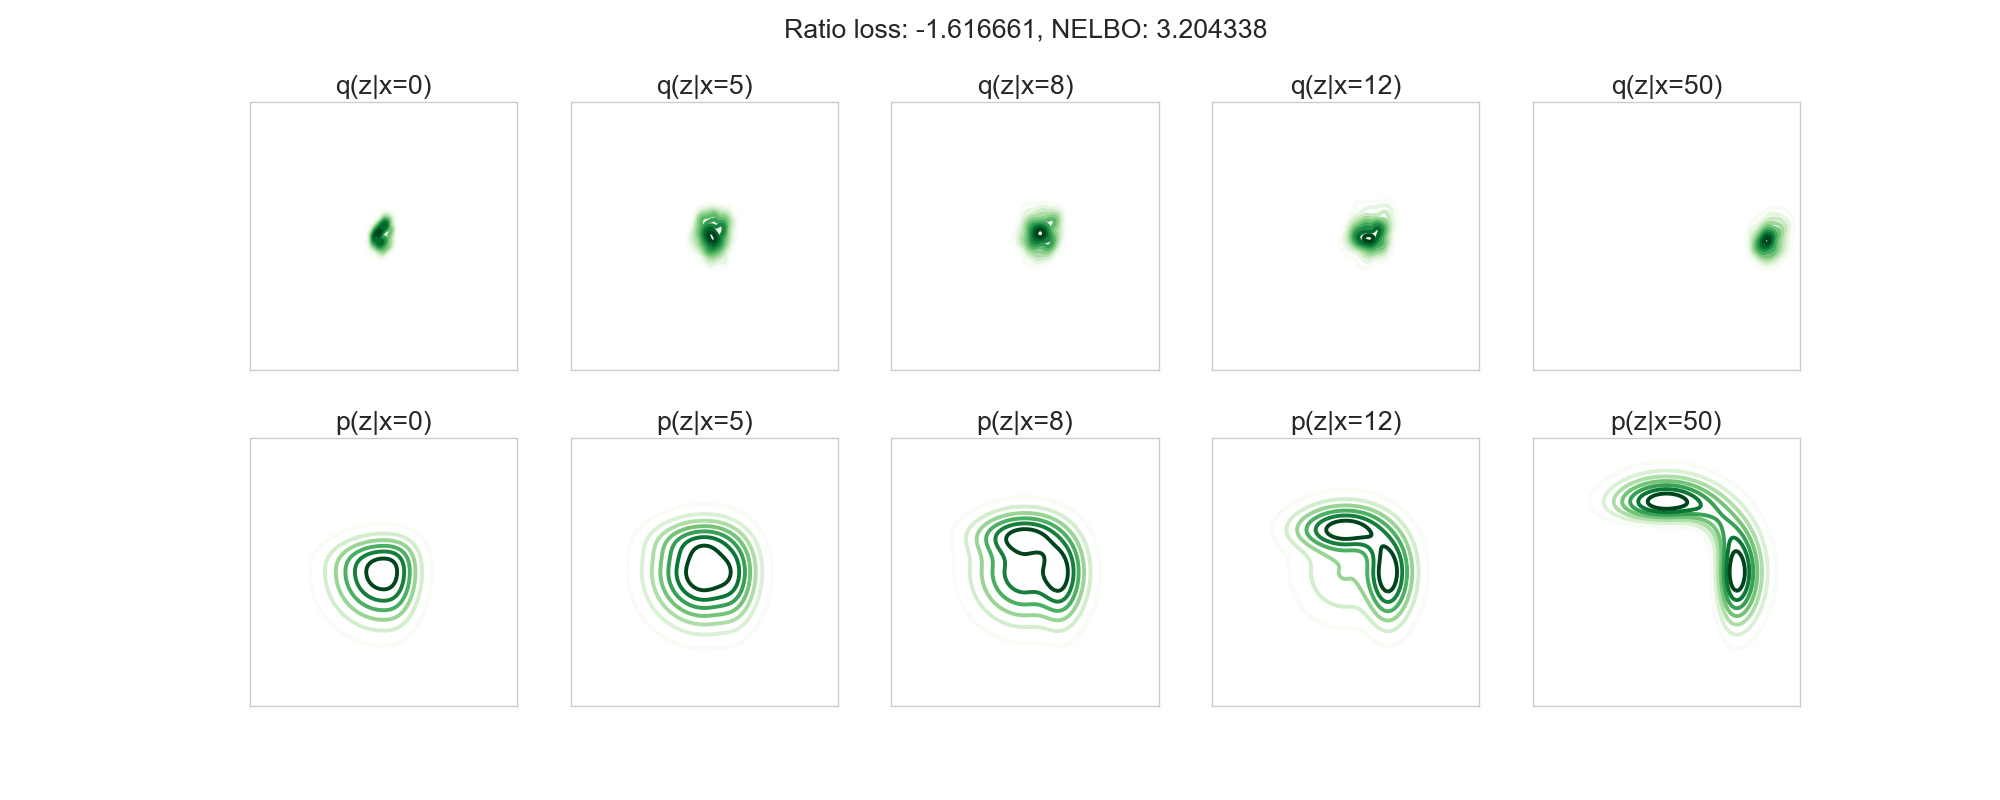 Ratio loss: -1.616661, NELBO: 3.204338
q(z|x=0) q(z|x=5) q(z|x=8) q(z|x=12) q(z|x=50)
p(z|x=0) p(z|x=5) p(z|x=8) p(z|x=12) p(z|x=50)